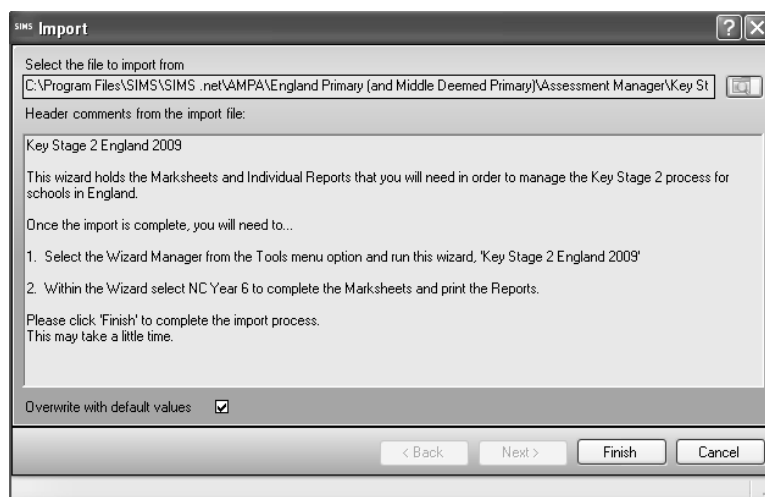 SIMS Import
Select the file to import from
C:\Program Files\SIMS\SIMS .net\AMPA\England Primary (and Middle Deemed Primary)\Assessment Manager\Key St
Header comments from the import file:
Key Stage 2 England 2009
This wizard holds the Marksheets and Individual Reports that you will need in order to manage the Key Stage 2 process for
schools in England.
Once the import is complete, you will need to...
1. Select the Wizard Manager from the Tools menu option and run this wizard, 'Key Stage 2 England 2009'
2. Within the Wizard select NC Year 6 to complete the Marksheets and print the Reports.
Please click 'Finish' to complete the import process.
This may take a little time.
Overwrite with default values
< Back Next > Finish Cancel